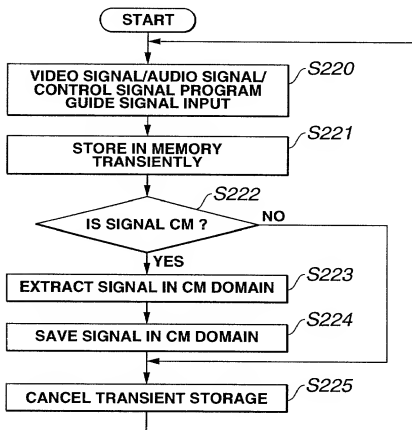 START
VIDEO SIGNAL/AUDIO SIGNAL/
CONTROL SIGNAL PROGRAM
GUIDE SIGNAL INPUT
S220
STORE IN MEMORY
TRANSIENTLY
S221
IS SIGNAL CM ?
S222
NO
YES
EXTRACT SIGNAL IN CM DOMAIN
S223
SAVE SIGNAL IN CM DOMAIN
S224
CANCEL TRANSIENT STORAGE
S225